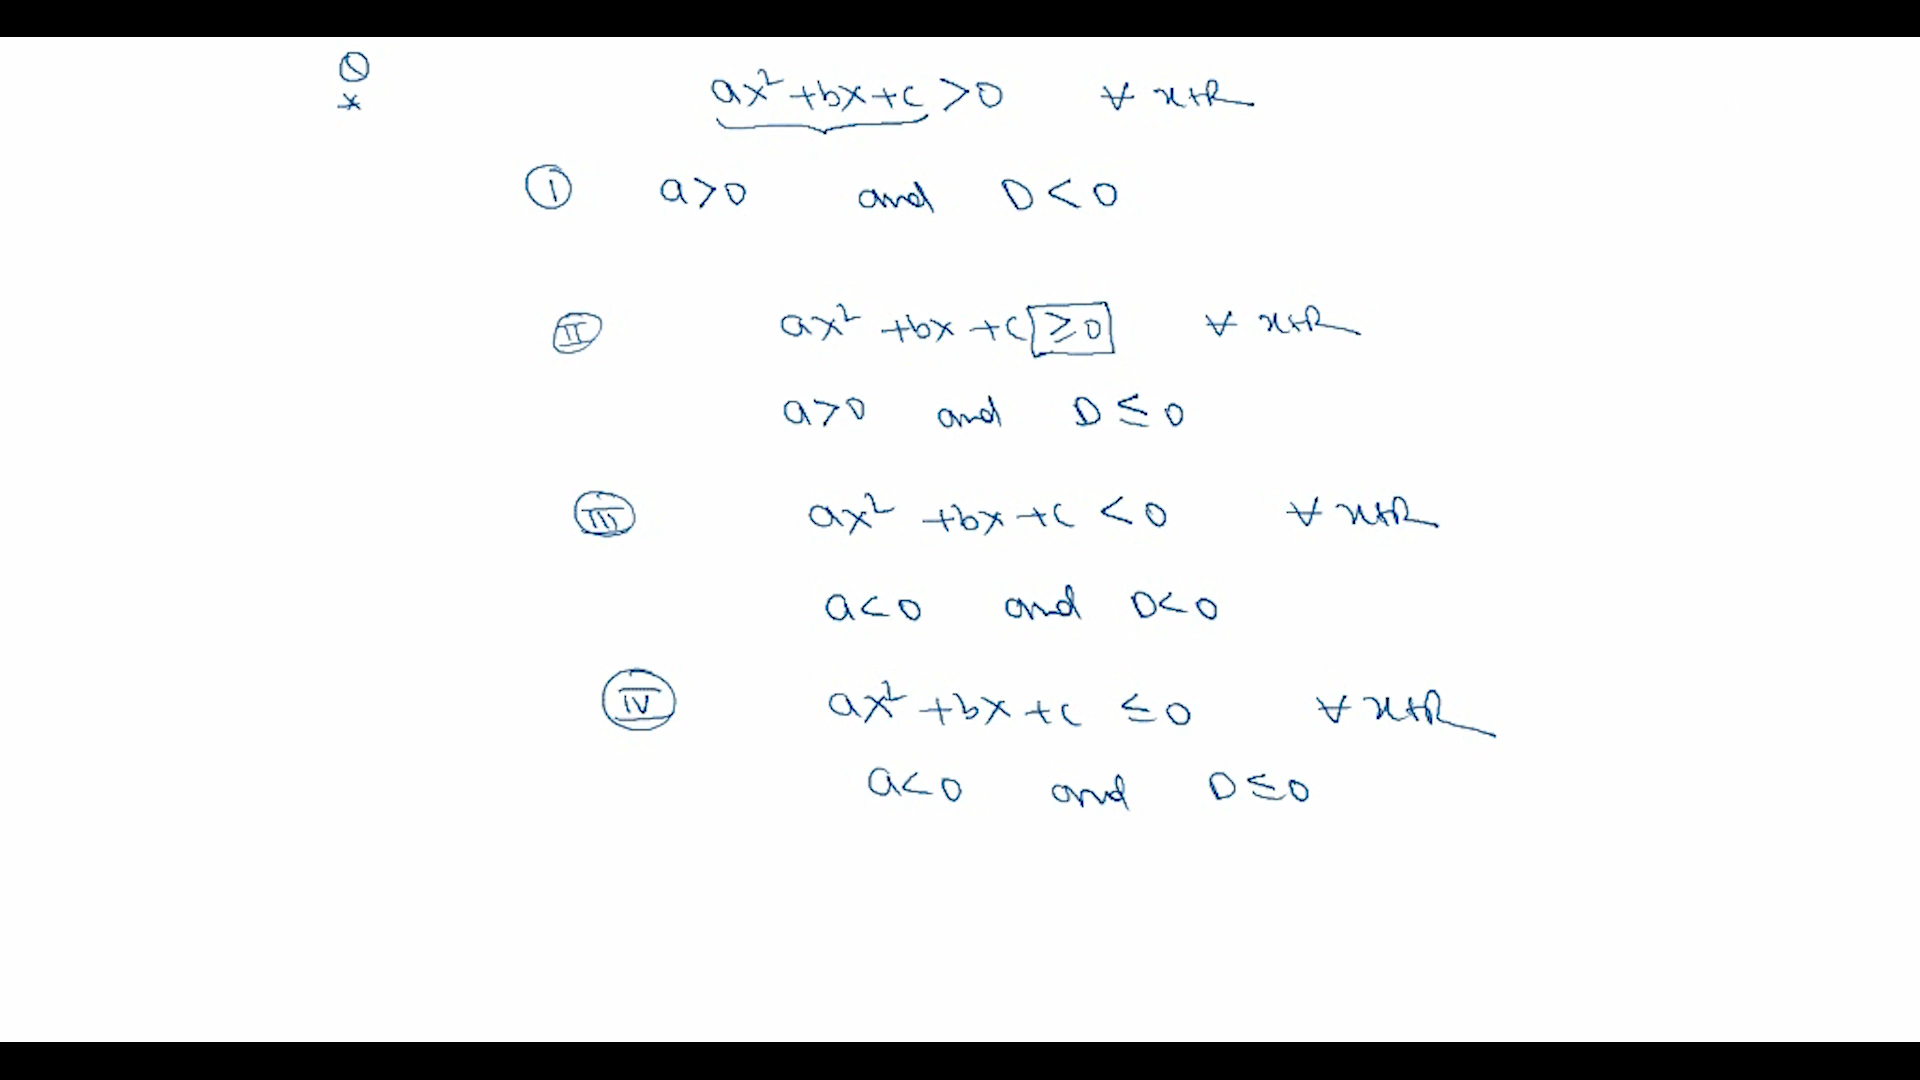 *
ax² + bx + c > 0 ∀ x∈R
① a > 0 and D < 0
Ⅱ ax² + bx + c ≥ 0 ∀ x∈R
a > 0 and D ≤ 0
Ⅲ ax² + bx + c < 0 ∀ x∈R
a < 0 and D < 0
Ⅳ ax² + bx + c ≤ 0 ∀ x∈R
a < 0 and D ≤ 0